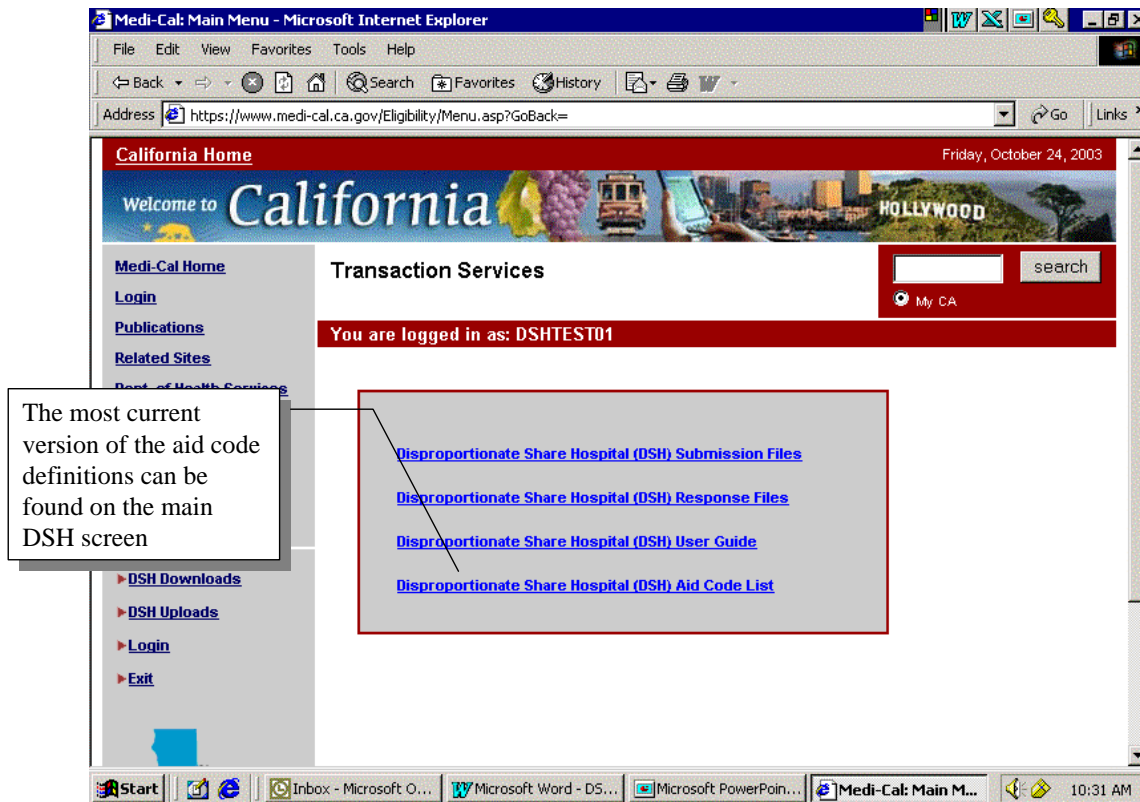 Medi-Cal: Main Menu - Microsoft Internet Explorer
File Edit View Favorites Tools Help
Back Search Favorites History
Address https://www.medi-cal.ca.gov/Eligibility/Menu.asp?GoBack= Go Links
California Home Friday, October 24, 2003
Welcome to California HOLLYWOOD
Medi-Cal Home
Login
Publications
Related Sites
Dept. of Health Services
Transaction Services
search
My CA
You are logged in as: DSHTEST01
The most current
version of the aid code
definitions can be
found on the main
DSH screen
Disproportionate Share Hospital (DSH) Submission Files
Disproportionate Share Hospital (DSH) Response Files
Disproportionate Share Hospital (DSH) User Guide
Disproportionate Share Hospital (DSH) Aid Code List
DSH Downloads
DSH Uploads
Login
Exit
Start Inbox - Microsoft O... Microsoft Word - DS... Microsoft PowerPoin... Medi-Cal: Main M... 10:31 AM